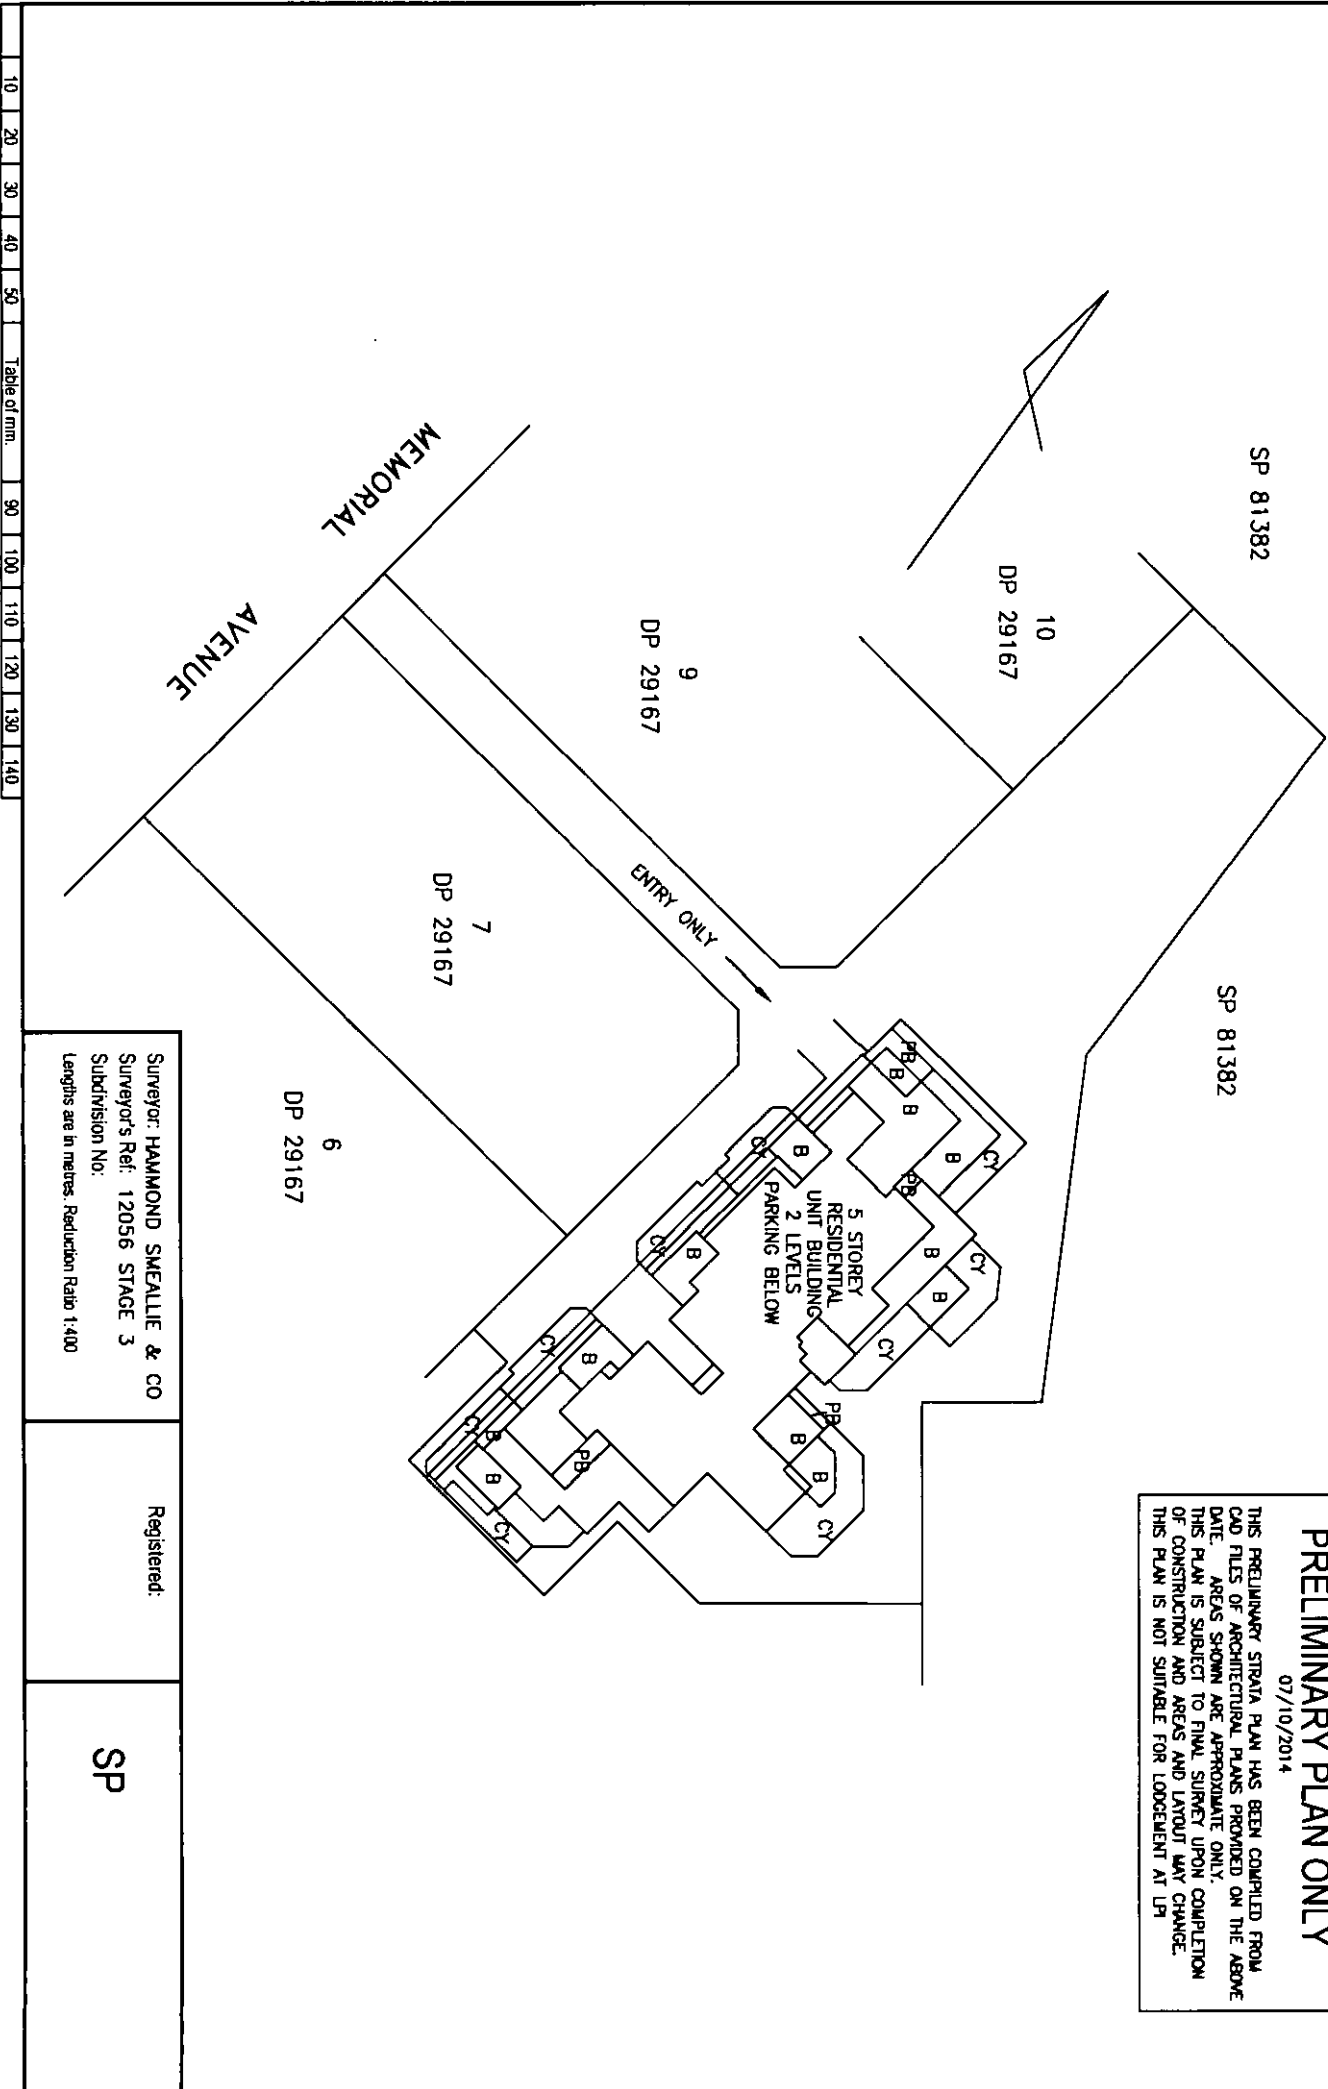 PRELIMINARY PLAN ONLY
07/10/2014
THIS PRELIMINARY STRATA PLAN HAS BEEN COMPILED FROM
CAD FILES OF ARCHITECTURAL PLANS PROVIDED ON THE ABOVE
DATE. AREAS SHOWN ARE APPROXIMATE ONLY.
THIS PLAN IS SUBJECT TO FINAL SURVEY UPON COMPLETION
OF CONSTRUCTION AND AREAS AND LAYOUT MAY CHANGE.
THIS PLAN IS NOT SUITABLE FOR LODGEMENT AT LPI
SP 81382
SP 81382
10
DP 29167
9
DP 29167
7
DP 29167
6
DP 29167
MEMORIAL
AVENUE
ENTRY ONLY
5 STOREY
RESIDENTIAL
UNIT BUILDING
2 LEVELS
PARKING BELOW
PB
B
B
B
CY
PB
B
CY
B
CY
B
CY
B
CY
PB
B
B
CY
B
CY
PB
B
CY
B
CY
Surveyor: HAMMOND SMEALLIE & CO
Surveyor's Ref: 12056 STAGE 3
Subdivision No:
Lengths are in metres. Reduction Ratio 1:400
Registered:
SP
10 20 30 40 50 Table of mm. 90 100 110 120 130 140